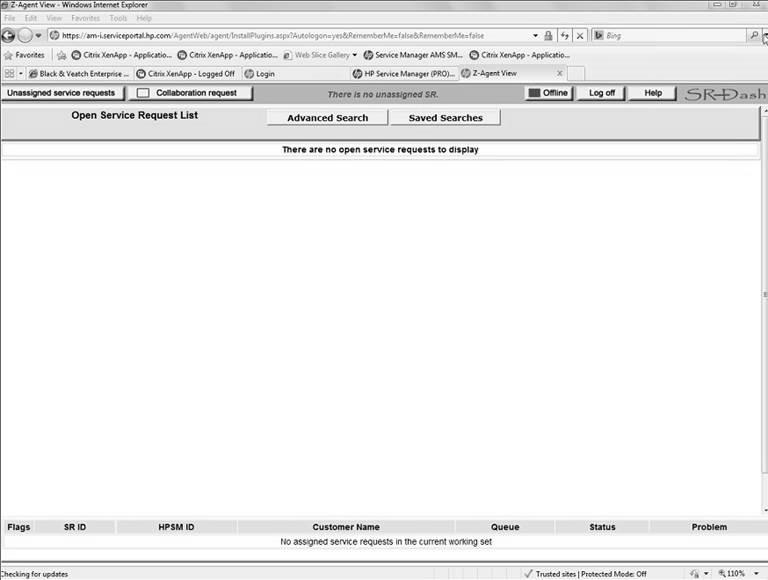 Z-Agent View - Windows Internet Explorer
File Edit View Favorites Tools Help
https://am-i.serviceportal.hp.com/AgentWeb/agent/InstallPlugins.aspx?Autologon=yes&RememberMe=false&RememberMe=false
Bing
Favorites Citrix XenApp - Applicatio... Citrix XenApp - Applicatio... Web Slice Gallery Service Manager AMS SM... Citrix XenApp - Applicatio...
Black & Veatch Enterprise ... Citrix XenApp - Logged Off Login HP Service Manager (PRO)... Z-Agent View
Unassigned service requests Collaboration request There is no unassigned SR. Offline Log off Help SR-Dash
Open Service Request List Advanced Search Saved Searches
There are no open service requests to display
Flags SR ID HPSM ID Customer Name Queue Status Problem
No assigned service requests in the current working set
Checking for updates Trusted sites | Protected Mode: Off 110%